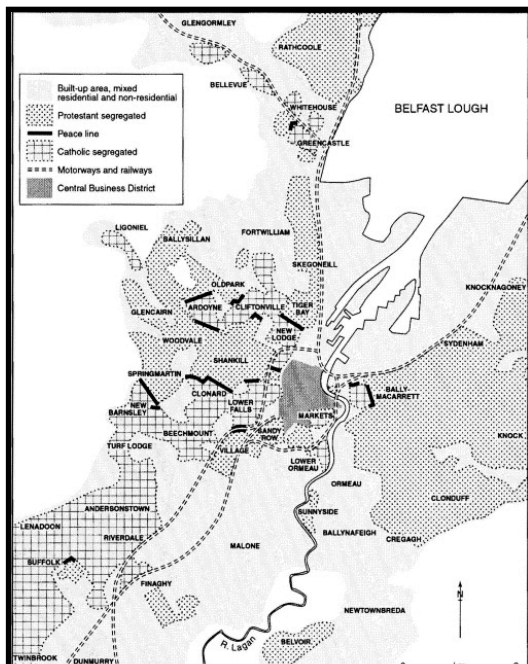 GLENGORMLEY
RATHCOOLE
BELLEVUE
WHITEHOUSE
GREENCASTLE
BELFAST LOUGH
Built-up area, mixed
residential and non-residential
Protestant segregated
Peace line
Catholic segregated
Motorways and railways
Central Business District
LIGONIEL
BALLYSILLAN
FORTWILLIAM
SKEGONEILL
OLDPARK
KNOCKNAGONEY
GLENCAIRN
ARDOYNE
CLIFTONVILLE
TIGER
BAY
NEW
LODGE
WOODVALE
SYDENHAM
SHANKILL
SPRINGMARTIN
CLONARD
LOWER
FALLS
BALLY-
MACARRETT
NEW
BARNSLEY
MARKETS
BEECHMOUNT
SANDY
ROW
KNOCK
TURF LODGE
VILLAGE
LOWER
ORMEAU
ORMEAU
CLONDUFF
ANDERSONSTOWN
SUNNYSIDE
LENADOON
RIVERDALE
BALLYNAFEIGH
CREGAGH
MALONE
SUFFOLK
FINAGHY
N
NEWTOWNBREDA
R. Lagan
BELVOIR
TWINBROOK
DUNMURRY